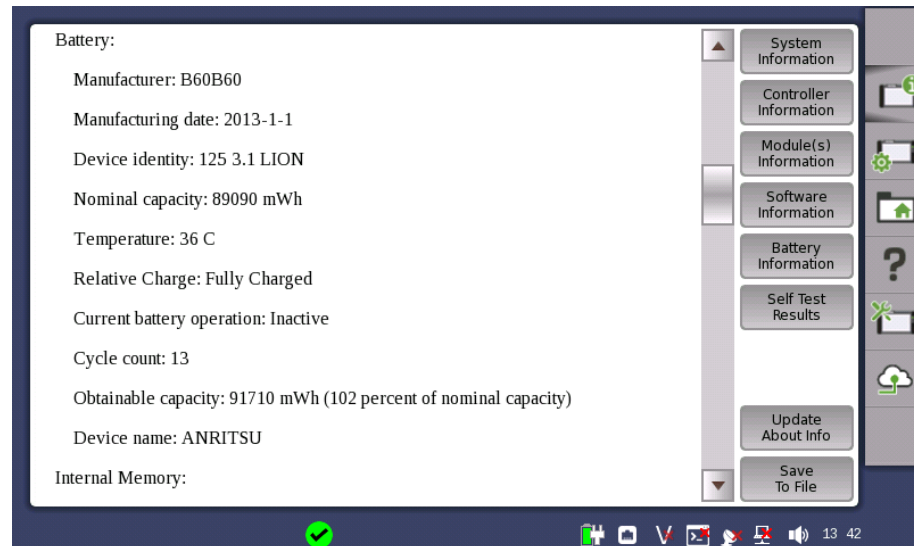 Battery:
Manufacturer: B60B60
Manufacturing date: 2013-1-1
Device identity: 125 3.1 LION
Nominal capacity: 89090 mWh
Temperature: 36 C
Relative Charge: Fully Charged
Current battery operation: Inactive
Cycle count: 13
Obtainable capacity: 91710 mWh (102 percent of nominal capacity)
Device name: ANRITSU
Internal Memory:
System
Information
Controller
Information
Module(s)
Information
Software
Information
Battery
Information
Self Test
Results
Update
About Info
Save
To File
?
13 42